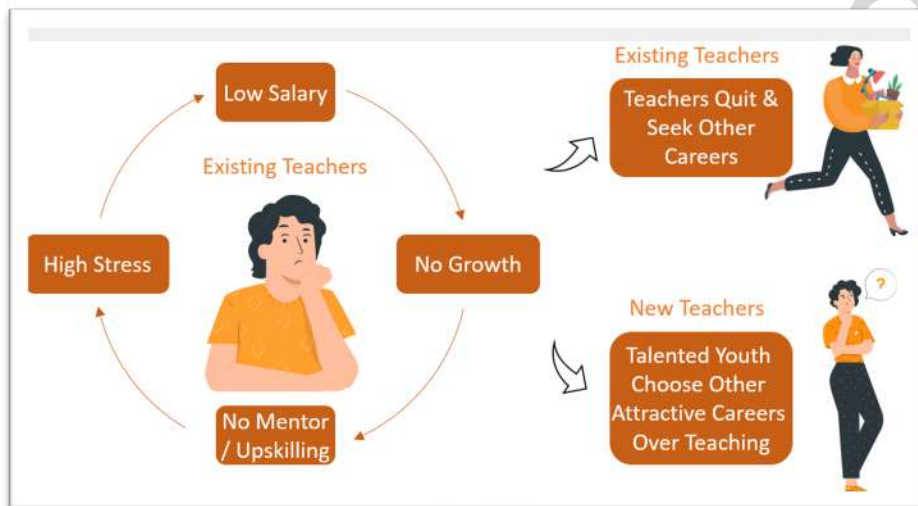 Low Salary
Existing Teachers
High Stress
No Growth
No Mentor
/ Upskilling
Existing Teachers
Teachers Quit &
Seek Other
Careers
?
New Teachers
Talented Youth
Choose Other
Attractive Careers
Over Teaching